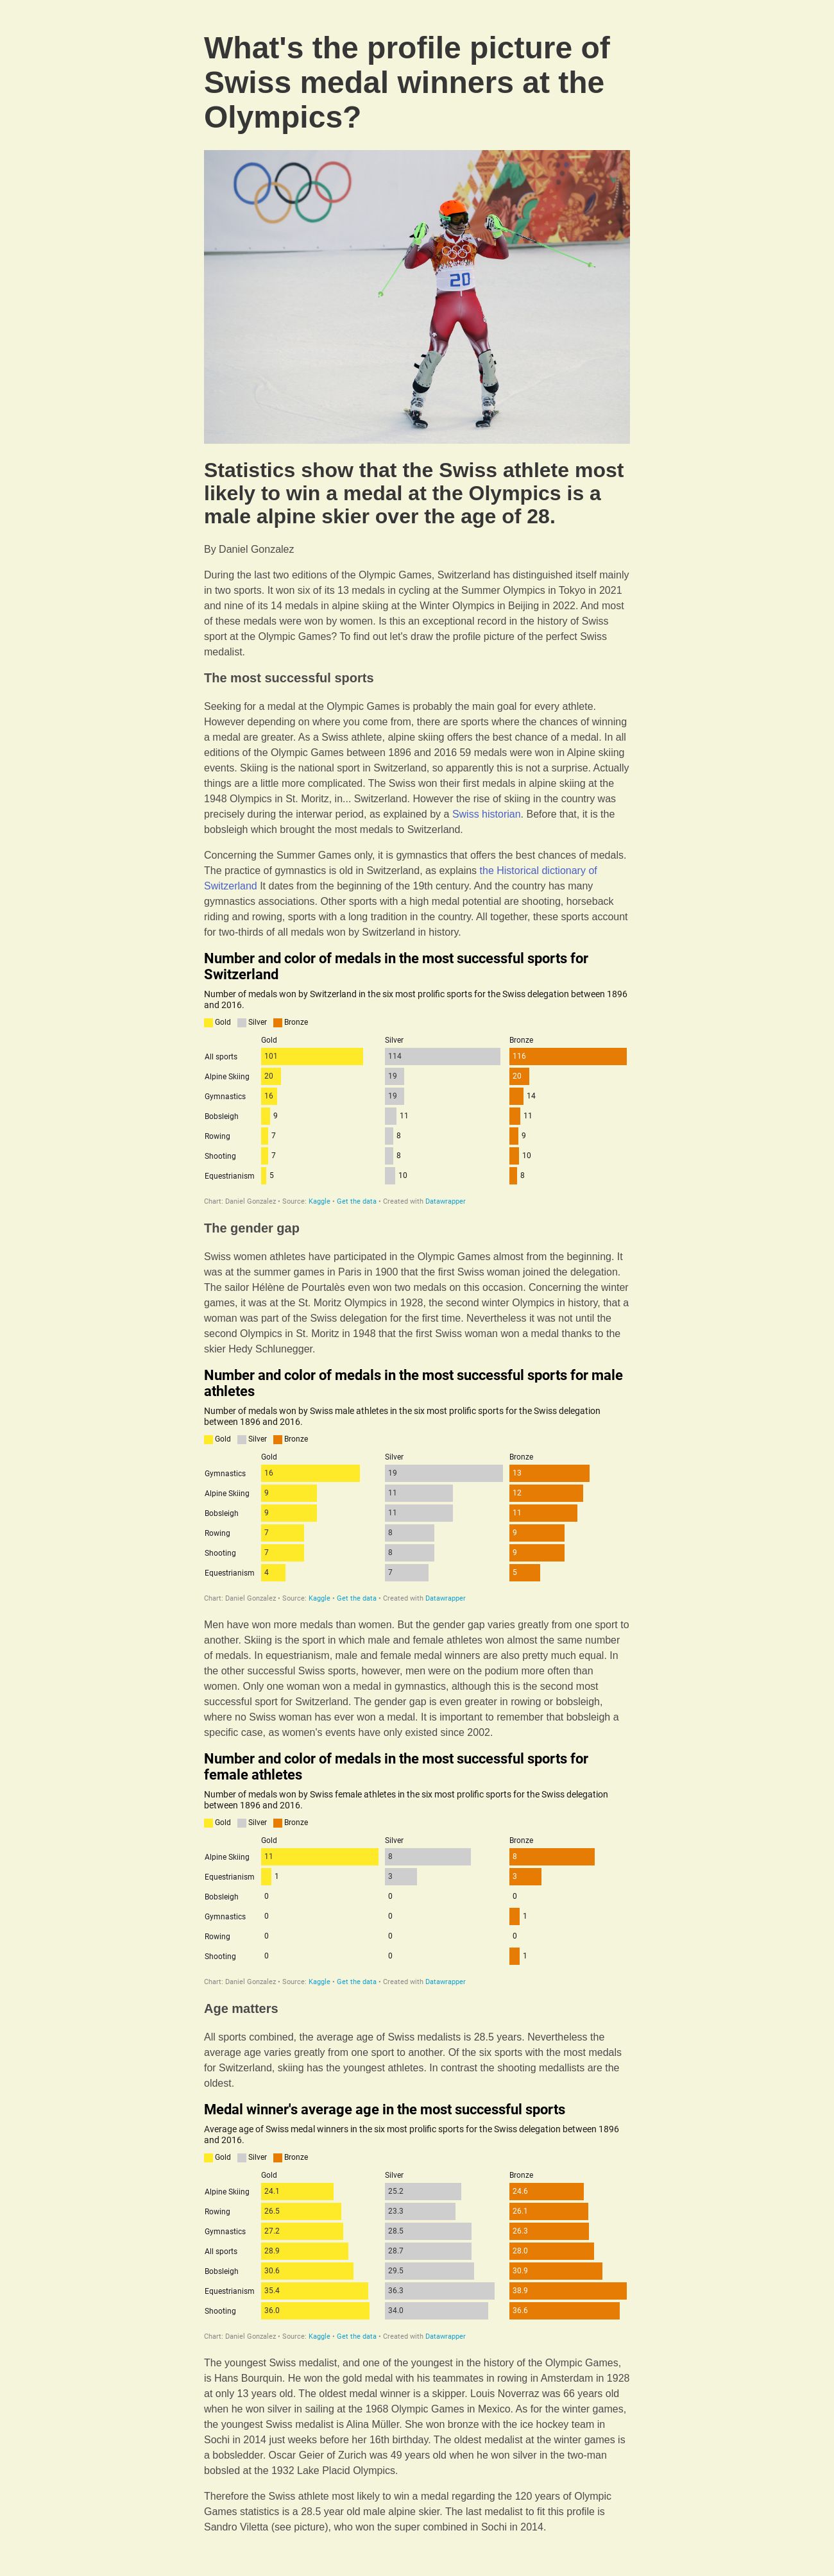 What's the profile picture of
Swiss medal winners at the
Olympics?
20
Statistics show that the Swiss athlete most
likely to win a medal at the Olympics is a
male alpine skier over the age of 28.
By Daniel Gonzalez
During the last two editions of the Olympic Games, Switzerland has distinguished itself mainly
in two sports. It won six of its 13 medals in cycling at the Summer Olympics in Tokyo in 2021
and nine of its 14 medals in alpine skiing at the Winter Olympics in Beijing in 2022. And most
of these medals were won by women. Is this an exceptional record in the history of Swiss
sport at the Olympic Games? To find out let's draw the profile picture of the perfect Swiss
medalist.
The most successful sports
Seeking for a medal at the Olympic Games is probably the main goal for every athlete.
However depending on where you come from, there are sports where the chances of winning
a medal are greater. As a Swiss athlete, alpine skiing offers the best chance of a medal. In all
editions of the Olympic Games between 1896 and 2016 59 medals were won in Alpine skiing
events. Skiing is the national sport in Switzerland, so apparently this is not a surprise. Actually
things are a little more complicated. The Swiss won their first medals in alpine skiing at the
1948 Olympics in St. Moritz, in... Switzerland. However the rise of skiing in the country was
precisely during the interwar period, as explained by a Swiss historian. Before that, it is the
bobsleigh which brought the most medals to Switzerland.
Concerning the Summer Games only, it is gymnastics that offers the best chances of medals.
The practice of gymnastics is old in Switzerland, as explains the Historical dictionary of
Switzerland It dates from the beginning of the 19th century. And the country has many
gymnastics associations. Other sports with a high medal potential are shooting, horseback
riding and rowing, sports with a long tradition in the country. All together, these sports account
for two-thirds of all medals won by Switzerland in history.
Number and color of medals in the most successful sports for
Switzerland
Number of medals won by Switzerland in the six most prolific sports for the Swiss delegation between 1896
and 2016.
Gold Silver Bronze
Gold Silver Bronze
All sports 101 114 116
Alpine Skiing 20 19 20
Gymnastics 16 19 14
Bobsleigh 9 11 11
Rowing 7 8 9
Shooting 7 8 10
Equestrianism 5 10 8
Chart: Daniel Gonzalez • Source: Kaggle • Get the data • Created with Datawrapper
The gender gap
Swiss women athletes have participated in the Olympic Games almost from the beginning. It
was at the summer games in Paris in 1900 that the first Swiss woman joined the delegation.
The sailor Hélène de Pourtalès even won two medals on this occasion. Concerning the winter
games, it was at the St. Moritz Olympics in 1928, the second winter Olympics in history, that a
woman was part of the Swiss delegation for the first time. Nevertheless it was not until the
second Olympics in St. Moritz in 1948 that the first Swiss woman won a medal thanks to the
skier Hedy Schlunegger.
Number and color of medals in the most successful sports for male
athletes
Number of medals won by Swiss male athletes in the six most prolific sports for the Swiss delegation
between 1896 and 2016.
Gold Silver Bronze
Gold Silver Bronze
Gymnastics 16 19 13
Alpine Skiing 9 11 12
Bobsleigh 9 11 11
Rowing 7 8 9
Shooting 7 8 9
Equestrianism 4 7 5
Chart: Daniel Gonzalez • Source: Kaggle • Get the data • Created with Datawrapper
Men have won more medals than women. But the gender gap varies greatly from one sport to
another. Skiing is the sport in which male and female athletes won almost the same number
of medals. In equestrianism, male and female medal winners are also pretty much equal. In
the other successful Swiss sports, however, men were on the podium more often than
women. Only one woman won a medal in gymnastics, although this is the second most
successful sport for Switzerland. The gender gap is even greater in rowing or bobsleigh,
where no Swiss woman has ever won a medal. It is important to remember that bobsleigh a
specific case, as women's events have only existed since 2002.
Number and color of medals in the most successful sports for
female athletes
Number of medals won by Swiss female athletes in the six most prolific sports for the Swiss delegation
between 1896 and 2016.
Gold Silver Bronze
Gold Silver Bronze
Alpine Skiing 11 8 8
Equestrianism 1 3 3
Bobsleigh 0 0 0
Gymnastics 0 0 1
Rowing 0 0 0
Shooting 0 0 1
Chart: Daniel Gonzalez • Source: Kaggle • Get the data • Created with Datawrapper
Age matters
All sports combined, the average age of Swiss medalists is 28.5 years. Nevertheless the
average age varies greatly from one sport to another. Of the six sports with the most medals
for Switzerland, skiing has the youngest athletes. In contrast the shooting medallists are the
oldest.
Medal winner's average age in the most successful sports
Average age of Swiss medal winners in the six most prolific sports for the Swiss delegation between 1896
and 2016.
Gold Silver Bronze
Gold Silver Bronze
Alpine Skiing 24.1 25.2 24.6
Rowing 26.5 23.3 26.1
Gymnastics 27.2 28.5 26.3
All sports 28.9 28.7 28.0
Bobsleigh 30.6 29.5 30.9
Equestrianism 35.4 36.3 38.9
Shooting 36.0 34.0 36.6
Chart: Daniel Gonzalez • Source: Kaggle • Get the data • Created with Datawrapper
The youngest Swiss medalist, and one of the youngest in the history of the Olympic Games,
is Hans Bourquin. He won the gold medal with his teammates in rowing in Amsterdam in 1928
at only 13 years old. The oldest medal winner is a skipper. Louis Noverraz was 66 years old
when he won silver in sailing at the 1968 Olympic Games in Mexico. As for the winter games,
the youngest Swiss medalist is Alina Müller. She won bronze with the ice hockey team in
Sochi in 2014 just weeks before her 16th birthday. The oldest medalist at the winter games is
a bobsledder. Oscar Geier of Zurich was 49 years old when he won silver in the two-man
bobsled at the 1932 Lake Placid Olympics.
Therefore the Swiss athlete most likely to win a medal regarding the 120 years of Olympic
Games statistics is a 28.5 year old male alpine skier. The last medalist to fit this profile is
Sandro Viletta (see picture), who won the super combined in Sochi in 2014.